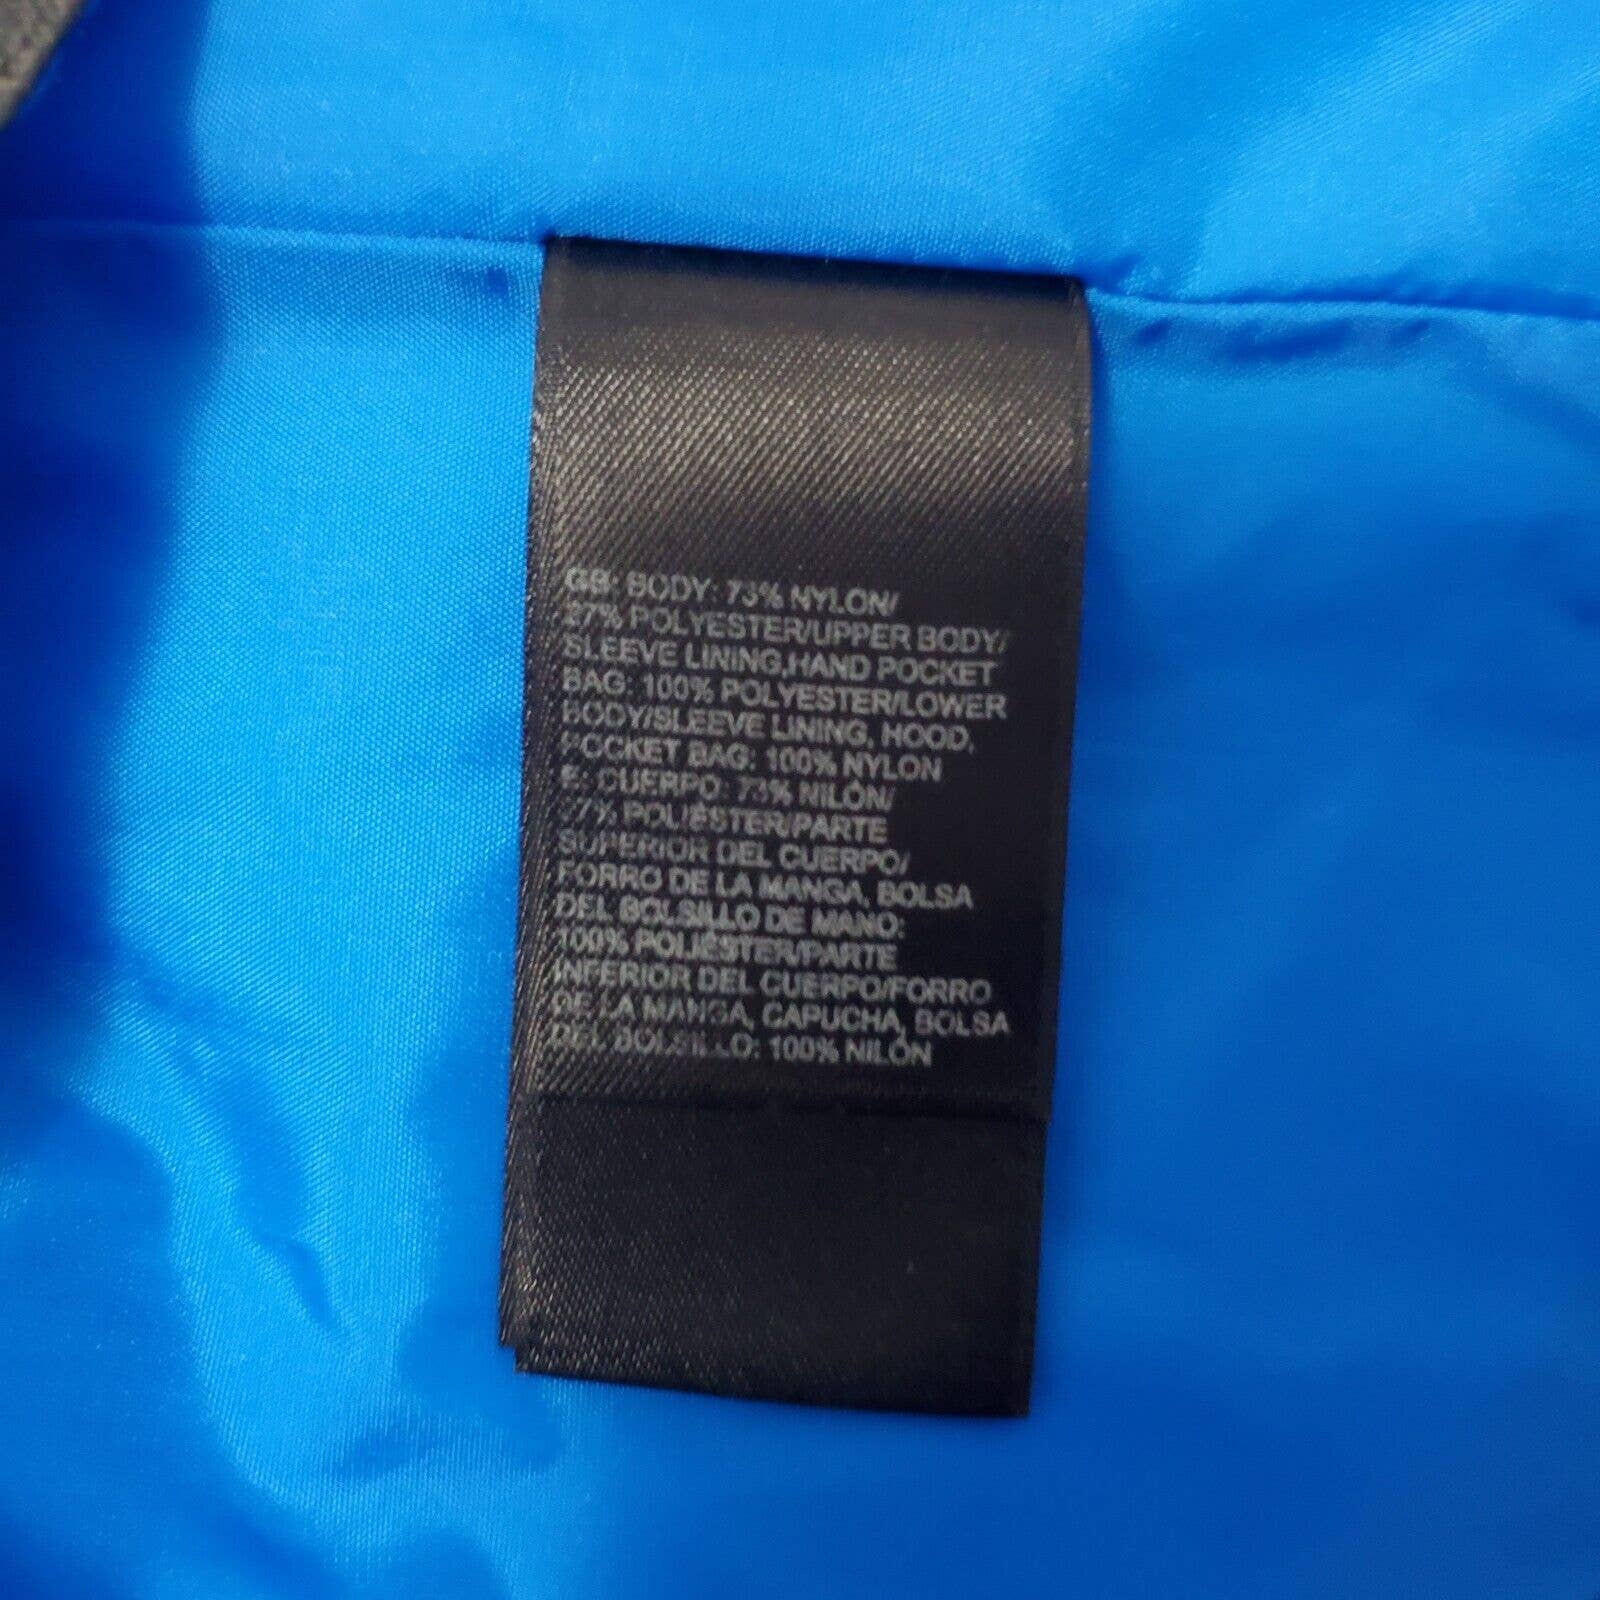 GB: BODY: 73% NYLON/
27% POLYESTER/UPPER BODY/
SLEEVE LINING,HAND POCKET
BAG: 100% POLYESTER/LOWER
BODY/SLEEVE LINING, HOOD,
POCKET BAG: 100% NYLON
E: CUERPO: 73% NILÓN/
27% POLIÉSTER/PARTE
SUPERIOR DEL CUERPO/
FORRO DE LA MANGA, BOLSA
DEL BOLSILLO DE MANO:
100% POLIÉSTER/PARTE
INFERIOR DEL CUERPO/FORRO
DE LA MANGA, CAPUCHA, BOLSA
DEL BOLSILLO: 100% NILÓN